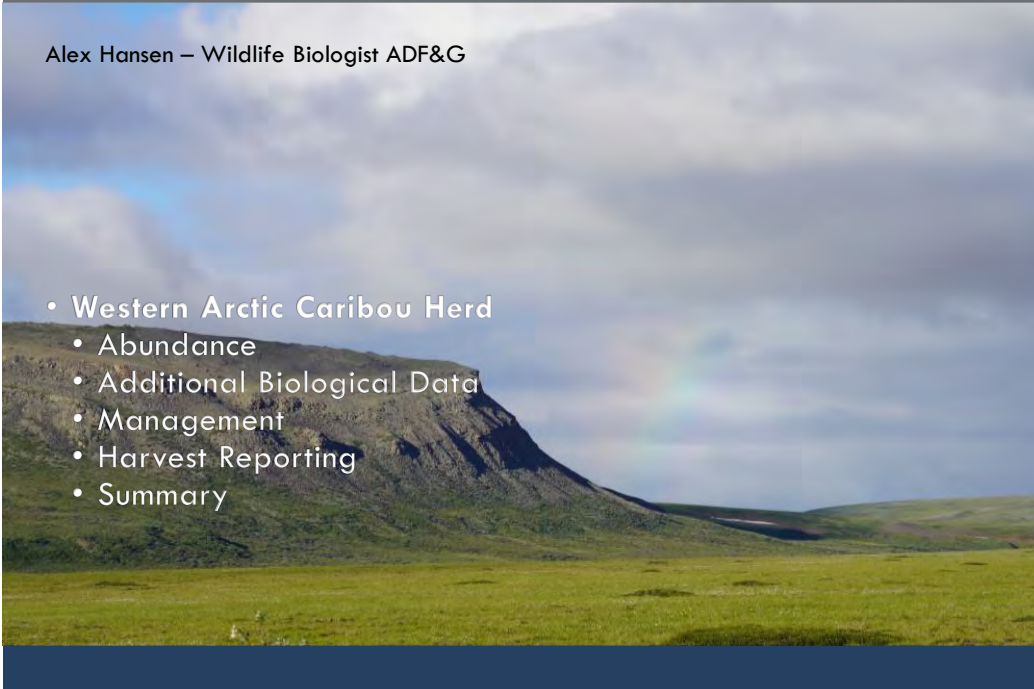 Alex Hansen – Wildlife Biologist ADF&G
• Western Arctic Caribou Herd
• Abundance
• Additional Biological Data
• Management
• Harvest Reporting
• Summary